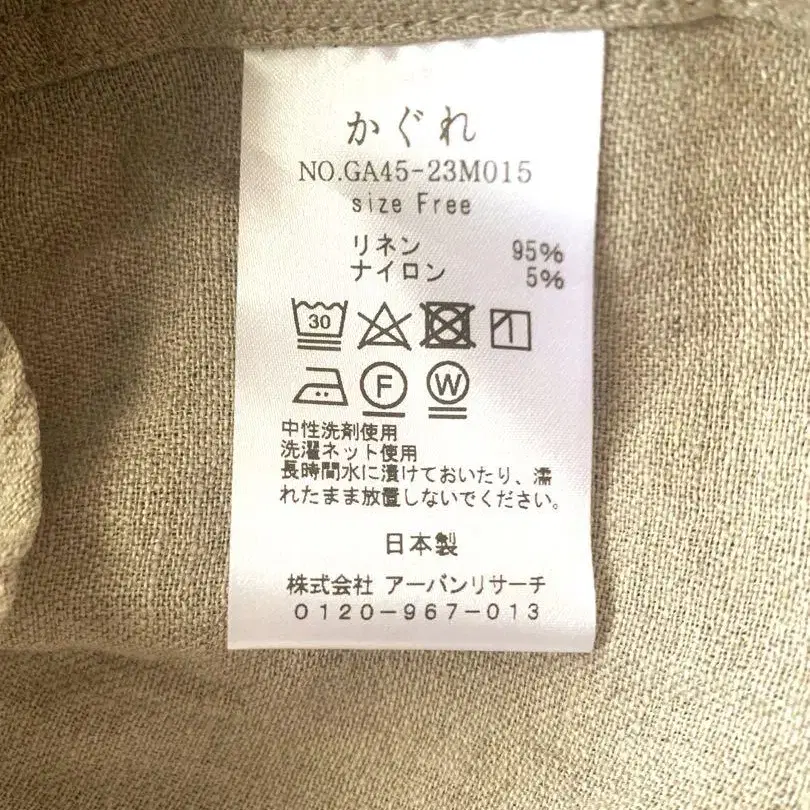 かぐれ
NO.GA45-23M015
size Free
リネン 95%
ナイロン 5%
30
F W
中性洗剤使用
洗濯ネット使用
長時間水に漬けておいたり、濡
れたまま放置しないでください。
日本製
株式会社 アーバンリサーチ
0120-967-013